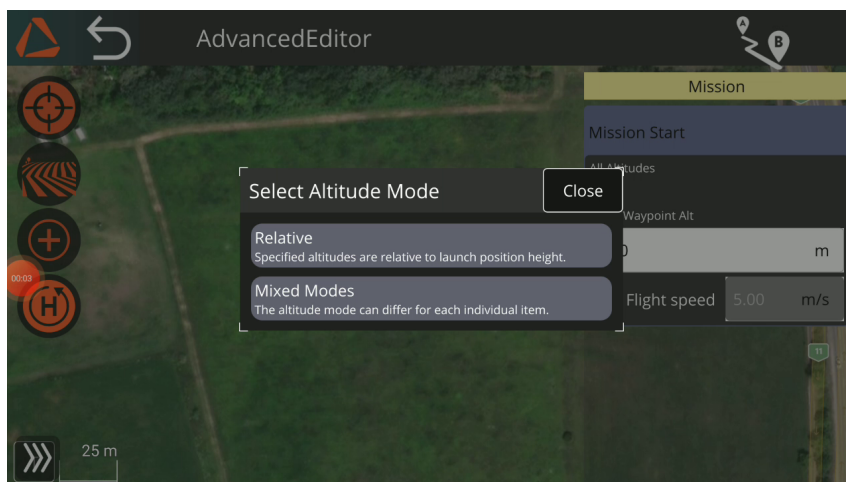 AdvancedEditor
A
B
Mission
Mission Start
Select Altitude Mode
Close
Waypoint Alt
Relative
Specified altitudes are relative to launch position height.
m
00:03
Mixed Modes
The altitude mode can differ for each individual item.
H
Flight speed
5.00
m/s
11
25 m